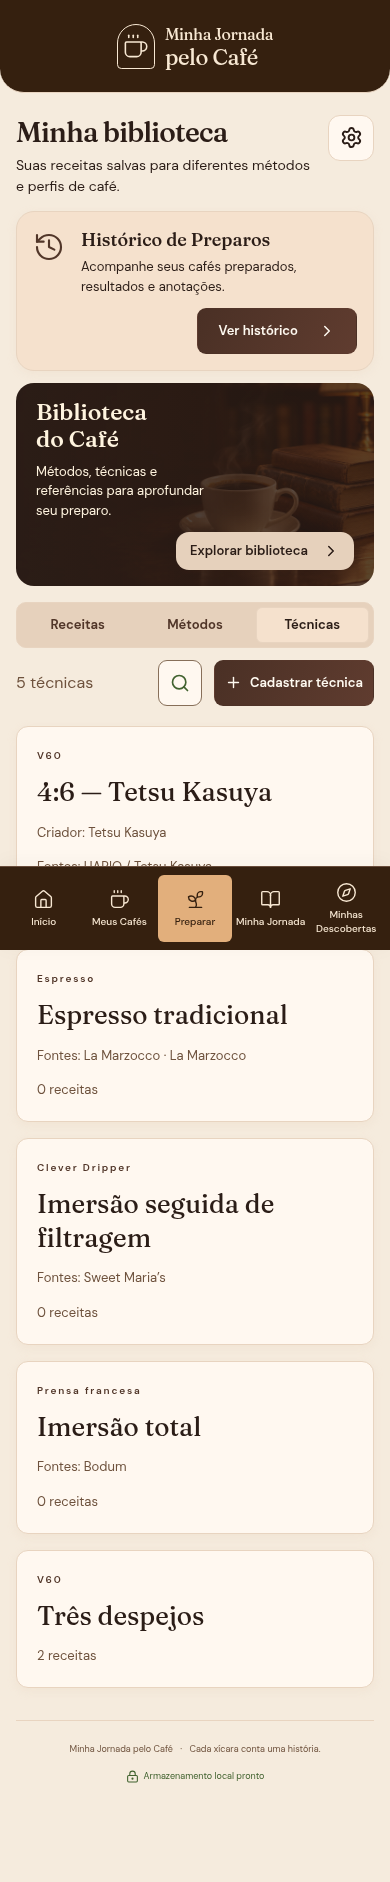 Minha Jornada
pelo Café
Minha biblioteca
Suas receitas salvas para diferentes métodos
e perfis de café.
Histórico de Preparos
Acompanhe seus cafés preparados,
resultados e anotações.
Ver histórico
Biblioteca
do Café
Métodos, técnicas e
referências para aprofundar
seu preparo.
Explorar biblioteca
Receitas
Métodos
Técnicas
5 técnicas
Cadastrar técnica
V60
4:6 — Tetsu Kasuya
Criador: Tetsu Kasuya
Fontes: HARIO / Tetsu Kasuya
Início
Meus Cafés
Preparar
Minha Jornada
Minhas
Descobertas
Espresso
Espresso tradicional
Fontes: La Marzocco · La Marzocco
0 receitas
Clever Dripper
Imersão seguida de
filtragem
Fontes: Sweet Maria’s
0 receitas
Prensa francesa
Imersão total
Fontes: Bodum
0 receitas
V60
Três despejos
2 receitas
Minha Jornada pelo Café · Cada xícara conta uma história.
Armazenamento local pronto